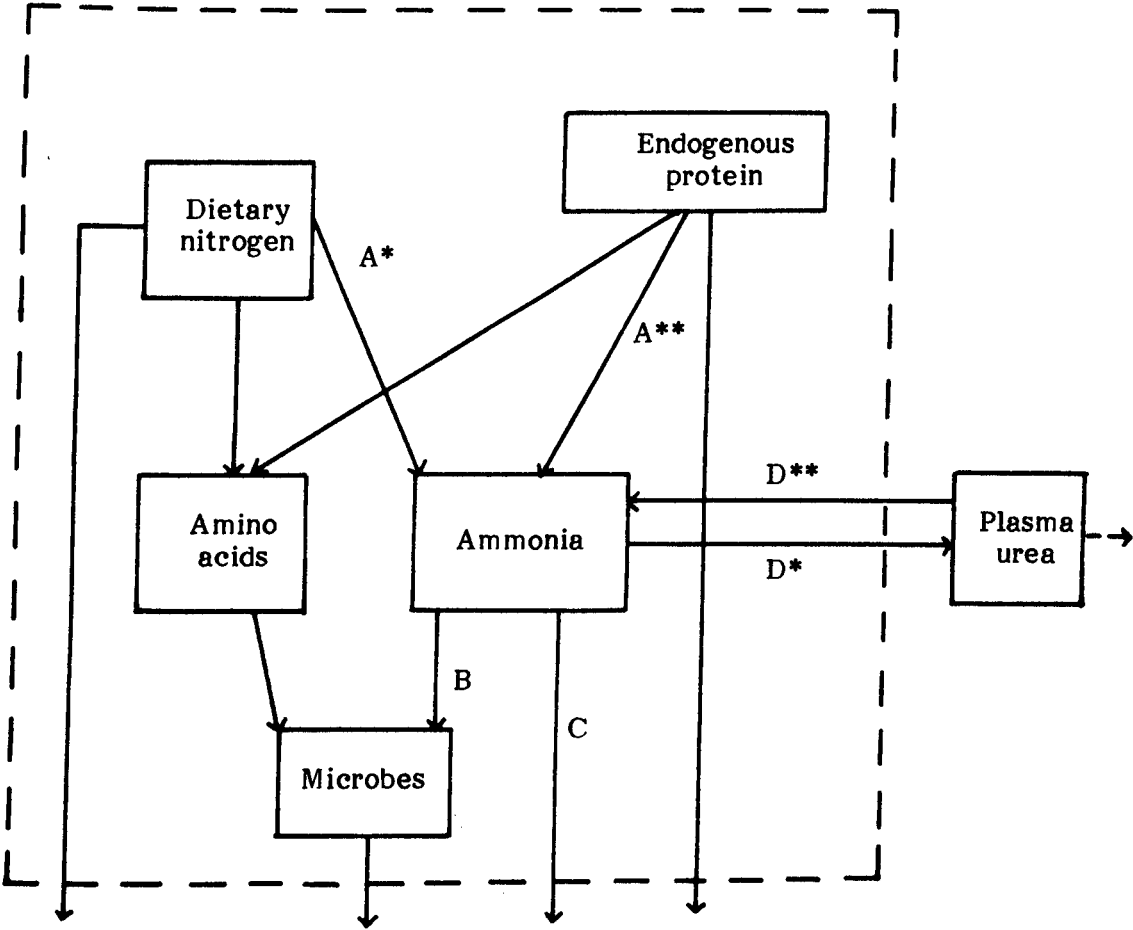 Endogenous
protein
Dietary
nitrogen
A*
A**
Amino
acids
Ammonia
D**
D*
Plasma
urea
B
C
Microbes